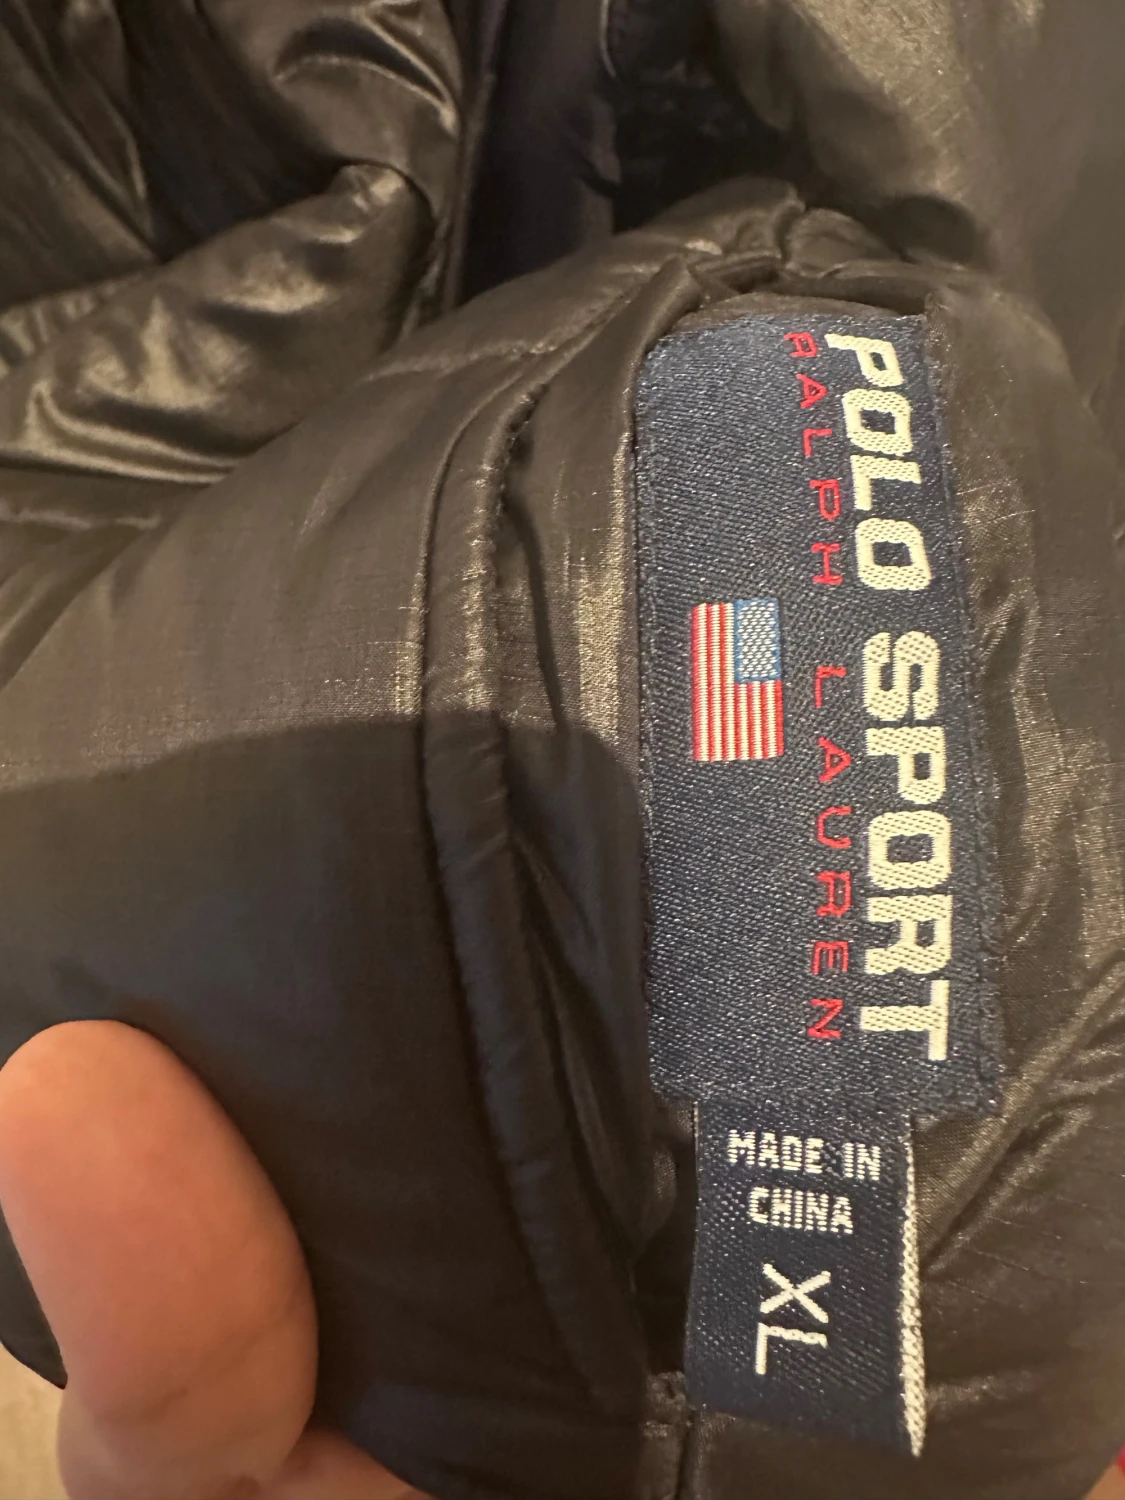 POLO SPORT
RALPH LAUREN
MADE IN
CHINA
XL